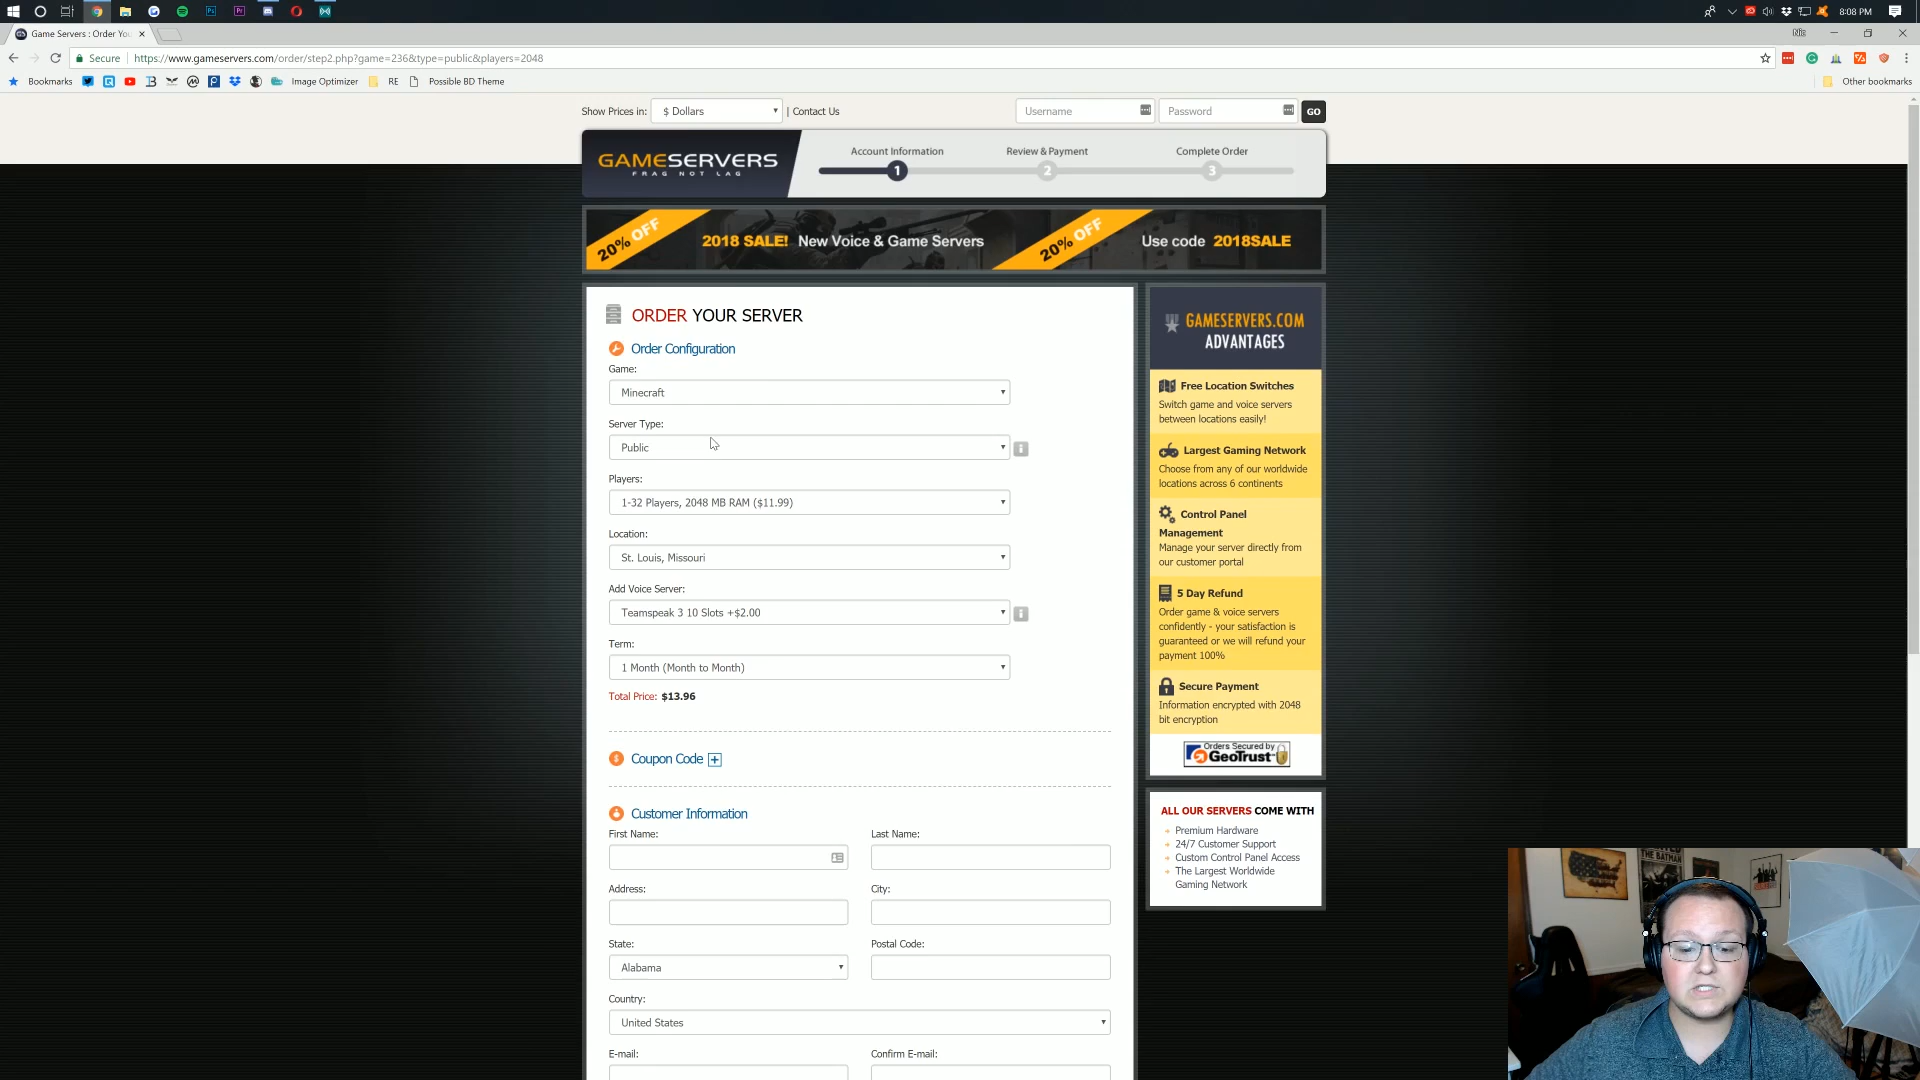 8:08 PM
Game Servers : Order You
Secure
https://www.gameservers.com/order/step2.php?game=236&type=public&players=2048
Bookmarks
Image Optimizer
RE
Possible BD Theme
Other bookmarks
Show Prices in:
$ Dollars
| Contact Us
Username
Password
GO
GAMESERVERS
FRAG NOT LAG
Account Information
Review & Payment
Complete Order
1
2
3
20% OFF
2018 SALE! New Voice & Game Servers
20% OFF
Use code 2018SALE
ORDER YOUR SERVER
Order Configuration
Game:
Minecraft
Server Type:
Public
Players:
1-32 Players, 2048 MB RAM ($11.99)
Location:
St. Louis, Missouri
Add Voice Server:
Teamspeak 3 10 Slots +$2.00
Term:
1 Month (Month to Month)
Total Price: $13.96
Coupon Code
Customer Information
First Name:
Last Name:
Address:
City:
State:
Postal Code:
Alabama
Country:
United States
E-mail:
Confirm E-mail:
GAMESERVERS.COM
ADVANTAGES
Free Location Switches
Switch game and voice servers
between locations easily!
Largest Gaming Network
Choose from any of our worldwide
locations across 6 continents
Control Panel
Management
Manage your server directly from
our customer portal
5 Day Refund
Order game & voice servers
confidently - your satisfaction is
guaranteed or we will refund your
payment 100%
Secure Payment
Information encrypted with 2048
bit encryption
Orders Secured by
GeoTrust
ALL OUR SERVERS COME WITH
Premium Hardware
24/7 Customer Support
Custom Control Panel Access
The Largest Worldwide
Gaming Network